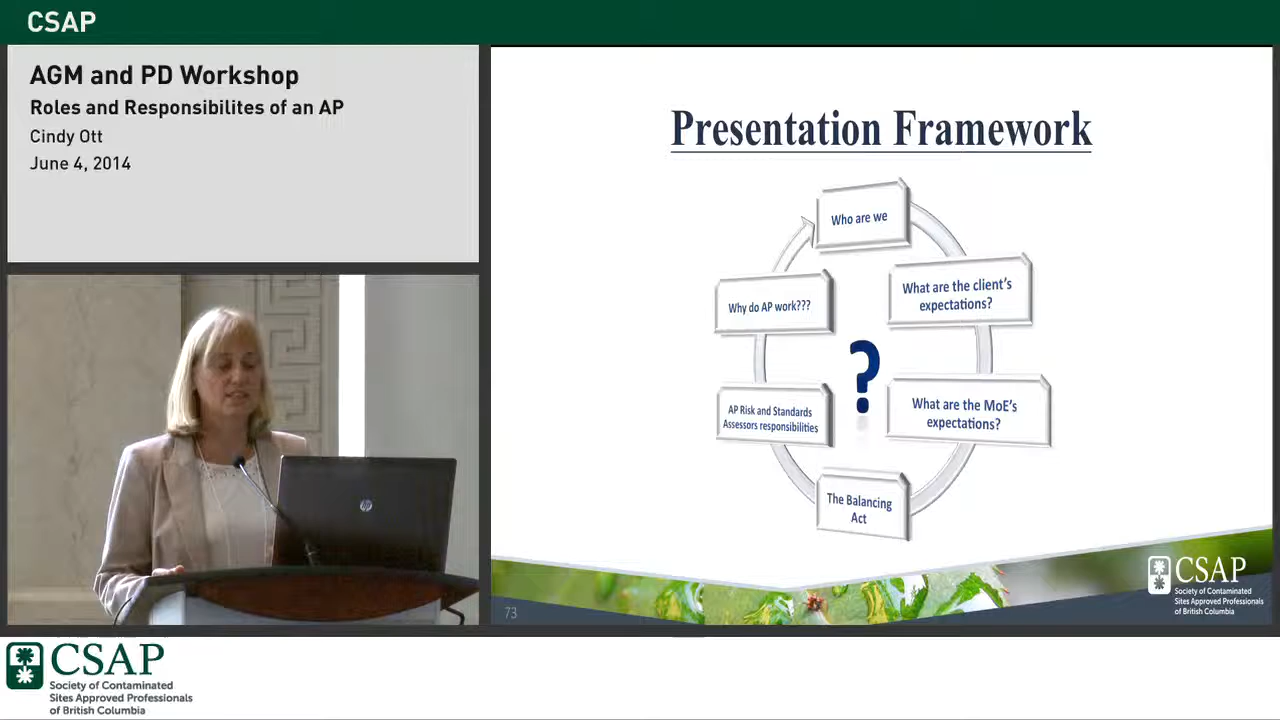 CSAP
AGM and PD Workshop
Roles and Responsibilites of an AP
Cindy Ott
June 4, 2014
Presentation Framework
Who are we
What are the client's
expectations?
What are the MoE's
expectations?
The Balancing
Act
AP Risk and Standards
Assessors responsibilities
Why do AP work???
?
73
CSAP
Society of Contaminated
Sites Approved Professionals
of British Columbia
hp
CSAP
Society of Contaminated
Sites Approved Professionals
of British Columbia